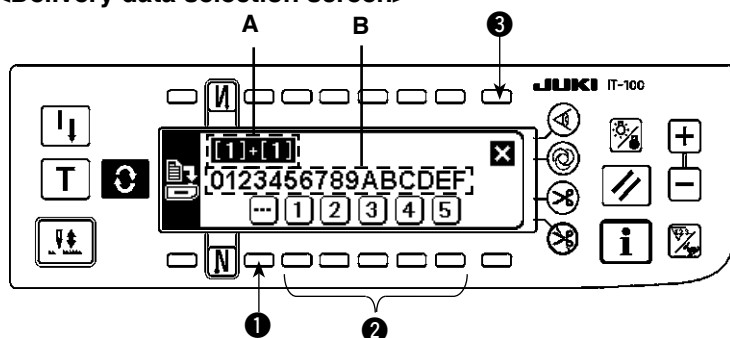 <Delivery data selection screen>
A B ❸
JUKI IT-100
[1]+[1]
0123456789ABCDEF
T
--- 1 2 3 4 5
i
❶ ❷